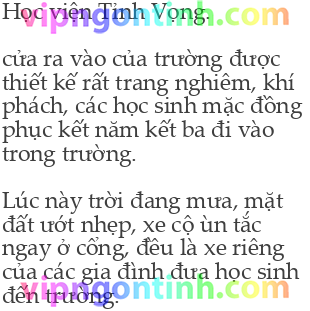 Học viện Tinh Vọng.
vipngontinh.com
cửa ra vào của trường được
thiết kế rất trang nghiêm, khí
phách, các học sinh mặc đồng
phục kết năm kết ba đi vào
trong trường.
Lúc này trời đang mưa, mặt
đất ướt nhẹp, xe cộ ùn tắc
ngay ở cổng, đều là xe riêng
của các gia đình đưa học sinh
đến trường.
vipngontinh.com